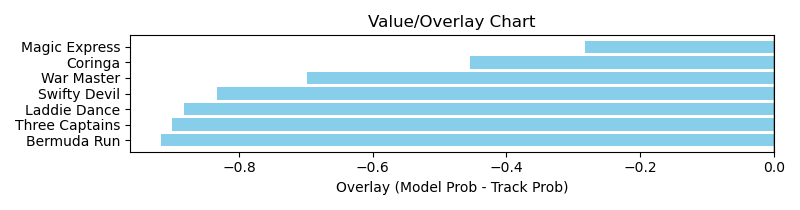 Value/Overlay Chart
Magic Express
Coringa
War Master
Swifty Devil
Laddie Dance
Three Captains
Bermuda Run
−0.8 −0.6 −0.4 −0.2 0.0
Overlay (Model Prob - Track Prob)